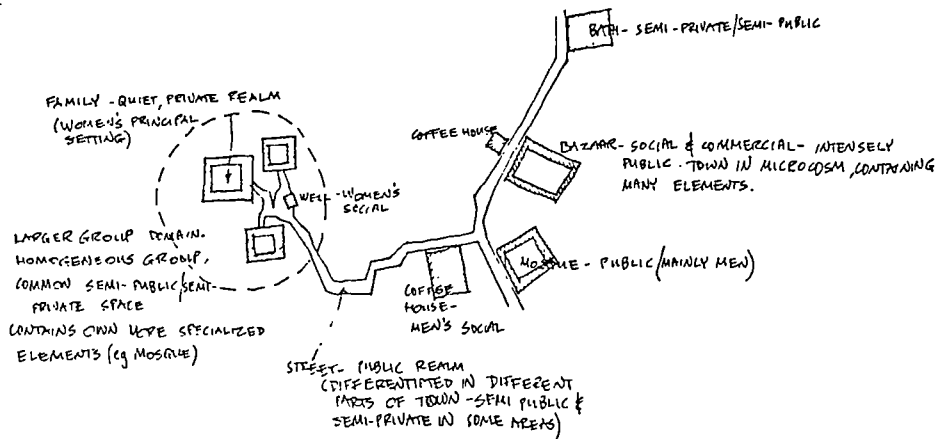 BATH - SEMI-PRIVATE/SEMI-PUBLIC
FAMILY - QUIET, PRIVATE REALM
(WOMEN'S PRINCIPAL
SETTING)
COFFEE HOUSE
BAZAAR - SOCIAL & COMMERCIAL - INTENSELY
PUBLIC. TOWN IN MICROCOSM, CONTAINING
MANY ELEMENTS.
WELL - WOMEN'S
SOCIAL
LARGER GROUP DOMAIN.
HOMOGENEOUS GROUP,
COMMON SEMI-PUBLIC/SEMI-
PRIVATE SPACE
CONTAINS OWN SPECIALIZED
ELEMENTS (eg MOSQUE)
MOSQUE - PUBLIC (MAINLY MEN)
COFFEE
HOUSE -
MEN'S SOCIAL
STREET - PUBLIC REALM
(DIFFERENTIATED IN DIFFERENT
PARTS OF TOWN - SEMI PUBLIC &
SEMI-PRIVATE IN SOME AREAS)